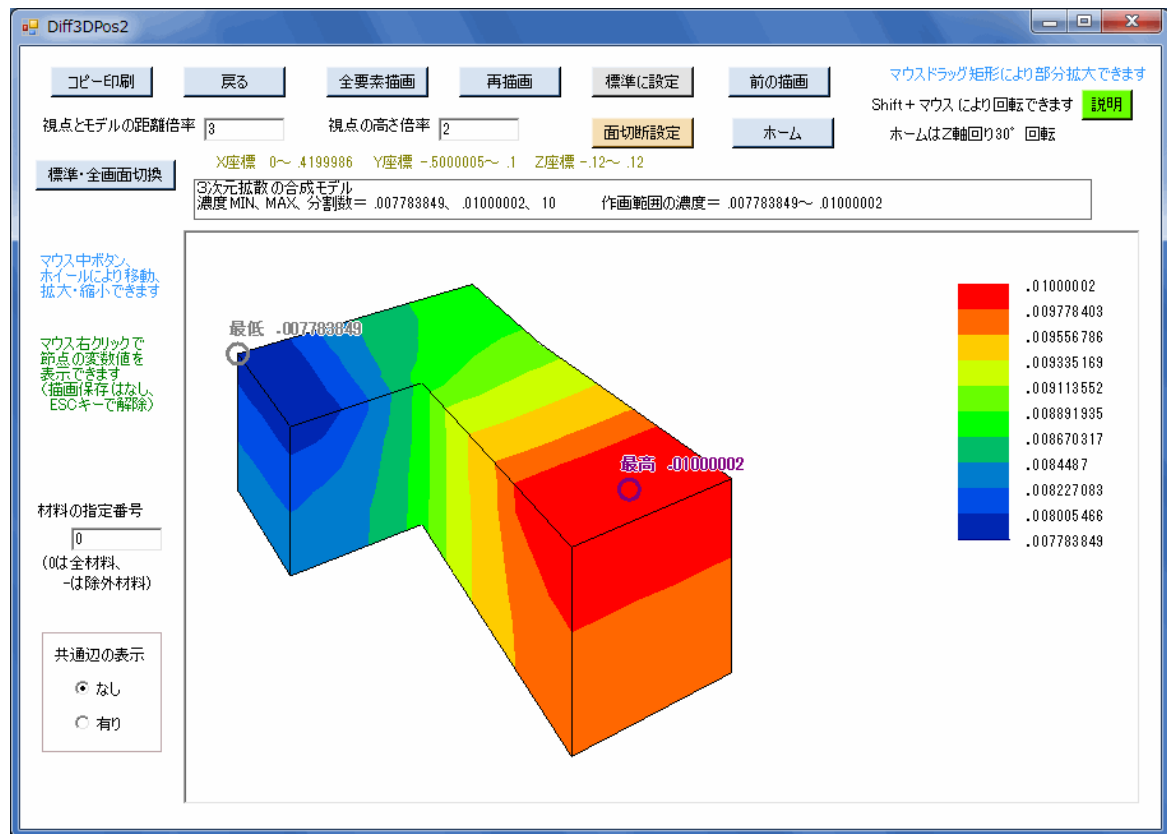 Diff3DPos2
コピー印刷
戻る
全要素描画
再描画
標準に設定
前の描画
マウスドラッグ矩形により部分拡大できます
Shift+マウス により回転できます
説明
視点とモデルの距離倍率
3
視点の高さ倍率
2
面切断設定
ホーム
ホームはZ軸回り30° 回転
標準・全画面切換
X座標 0～ .4199986 Y座標 -.5000005～ .1 Z座標 -.12～ .12
3次元拡散の合成モデル
濃度MIN、MAX、分割数＝ .007783849、 .01000002、 10 作画範囲の濃度＝ .007783849～ .01000002
マウス中ボタン、
ホイールにより移動、
拡大・縮小できます
マウス右クリックで
節点の変数値を
表示できます
(描画保存はなし、
ESCキーで解除)
材料の指定番号
0
(0は全材料、
-は除外材料)
共通辺の表示
なし
有り
最低 .007783849
最高 .01000002
.01000002
.009778403
.009556786
.009335169
.009113552
.008891935
.008670317
.0084487
.008227083
.008005466
.007783849